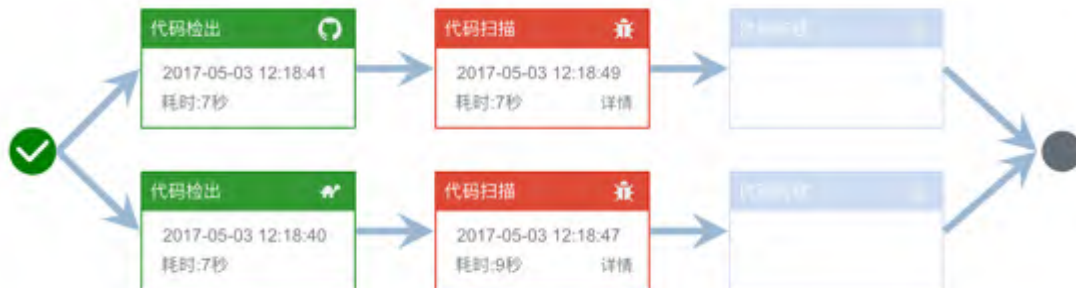 代码检出
2017-05-03 12:18:41
耗时:7秒
代码扫描
2017-05-03 12:18:49
耗时:7秒 详情
代码检出
2017-05-03 12:18:40
耗时:7秒
代码扫描
2017-05-03 12:18:47
耗时:9秒 详情